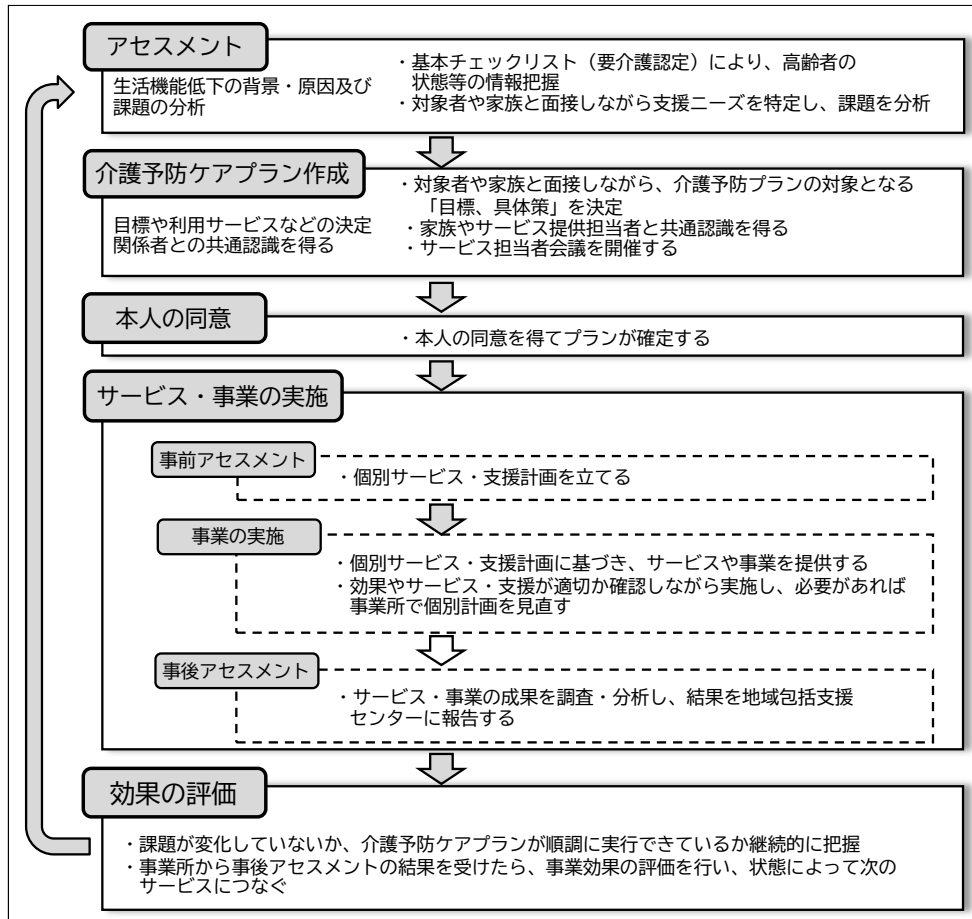 アセスメント
生活機能低下の背景・原因及び
課題の分析
・基本チェックリスト（要介護認定）により、高齢者の
状態等の情報把握
・対象者や家族と面接しながら支援ニーズを特定し、課題を分析
介護予防ケアプラン作成
目標や利用サービスなどの決定
関係者との共通認識を得る
・対象者や家族と面接しながら、介護予防プランの対象となる
「目標、具体策」を決定
・家族やサービス提供担当者と共通認識を得る
・サービス担当者会議を開催する
本人の同意
・本人の同意を得てプランが確定する
サービス・事業の実施
事前アセスメント
・個別サービス・支援計画を立てる
事業の実施
・個別サービス・支援計画に基づき、サービスや事業を提供する
・効果やサービス・支援が適切か確認しながら実施し、必要があれば
事業所で個別計画を見直す
事後アセスメント
・サービス・事業の成果を調査・分析し、結果を地域包括支援
センターに報告する
効果の評価
・課題が変化していないか、介護予防ケアプランが順調に実行できているか継続的に把握
・事業所から事後アセスメントの結果を受けたら、事業効果の評価を行い、状態によって次の
サービスにつなぐ